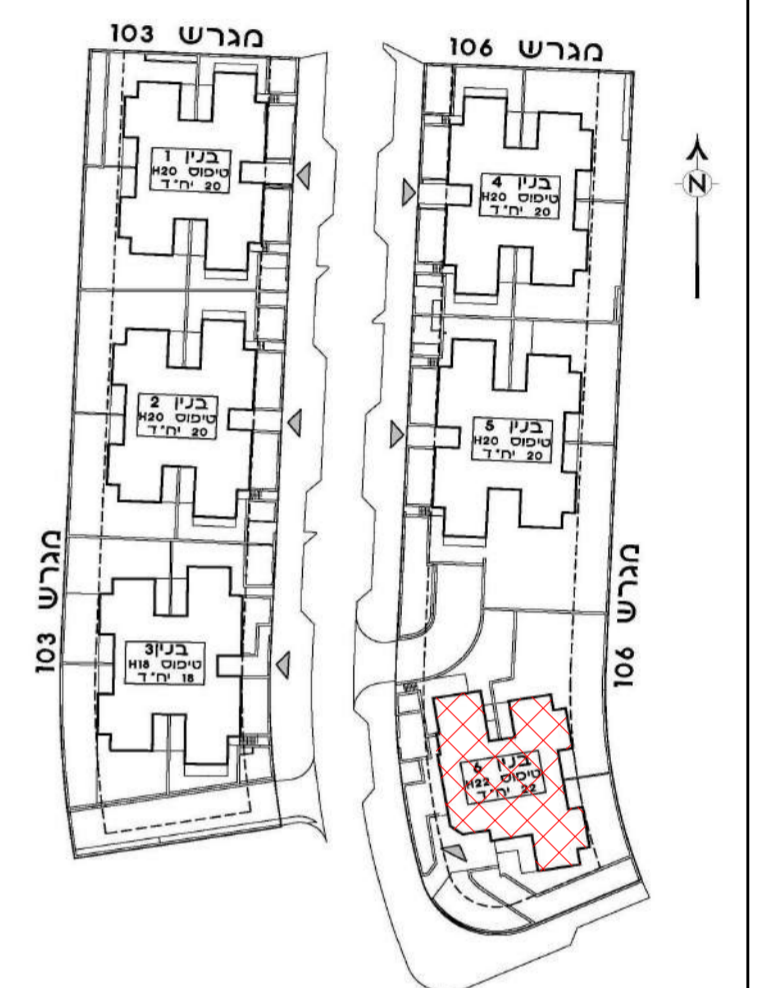 מגרש 103
מגרש 106
בנין 1
טיפוס H20
20 יח"ד
בנין 4
טיפוס H20
20 יח"ד
N
בנין 2
טיפוס H20
20 יח"ד
בנין 5
טיפוס H20
20 יח"ד
מגרש 103
מגרש 106
בנין 3
טיפוס H18
18 יח"ד
בנין 6
טיפוס H22
22 יח"ד